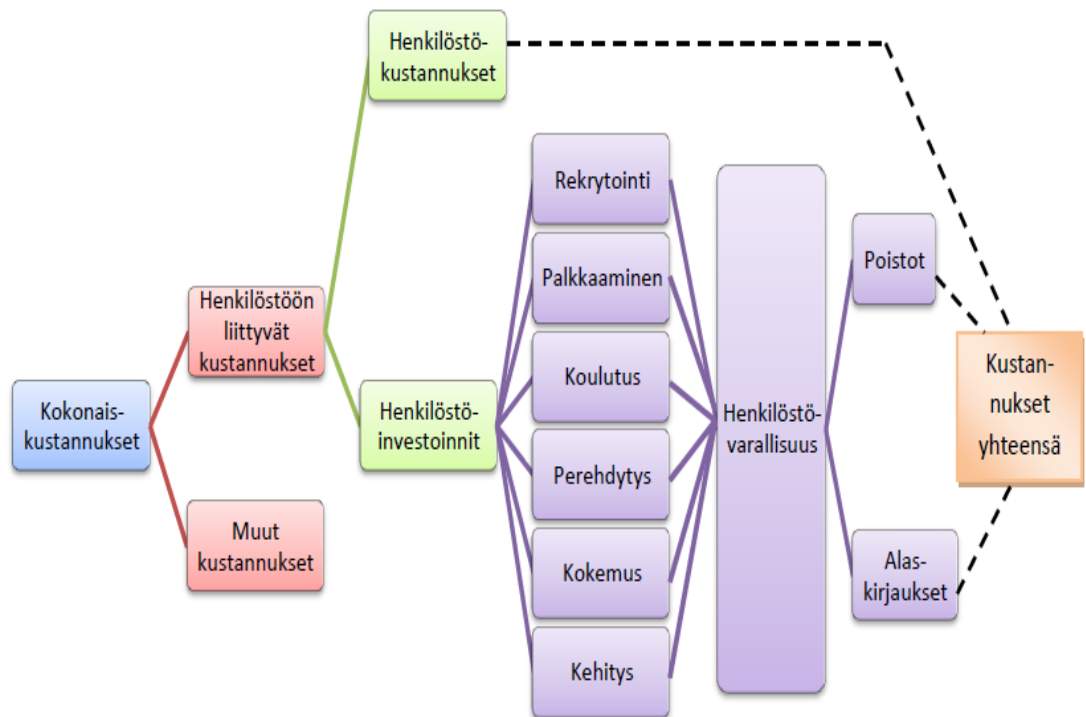 Henkilöstö-
kustannukset
Rekrytointi
Palkkaaminen
Poistot
Henkilöstöön
liittyvät
kustannukset
Kustan-
nukset
yhteensä
Kokonais-
kustannukset
Henkilöstö-
investoinnit
Koulutus
Henkilöstö-
varallisuus
Perehdytys
Muut
kustannukset
Kokemus
Alas-
kirjaukset
Kehitys